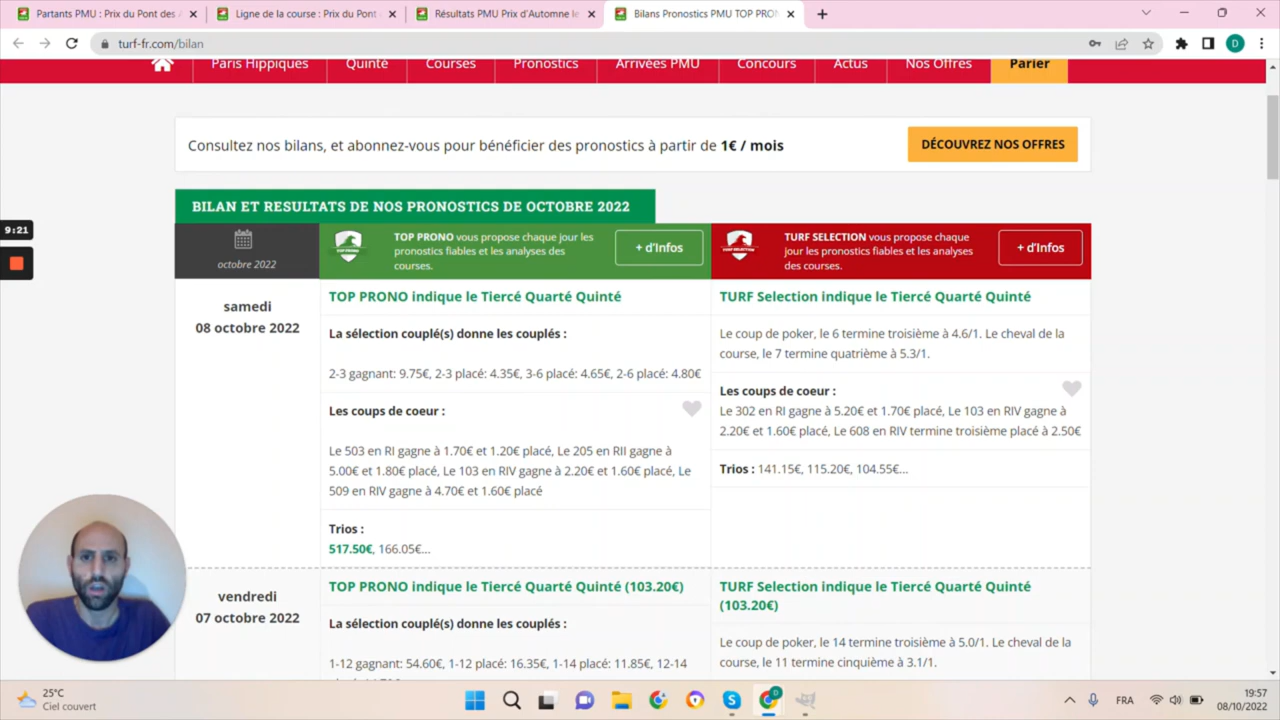 Partants PMU : Prix du Pont des
Ligne de la course : Prix du Pont
Résultats PMU Prix d'Automne le
Bilans Pronostics PMU TOP PRON
turf-fr.com/bilan
D
Paris Hippiques Quinté Courses Pronostics Arrivées PMU Concours Actus Nos Offres Parier
Consultez nos bilans, et abonnez-vous pour bénéficier des pronostics à partir de 1€ / mois
DÉCOUVREZ NOS OFFRES
BILAN ET RESULTATS DE NOS PRONOSTICS DE OCTOBRE 2022
9:21
octobre 2022
TOP PRONO
TOP PRONO vous propose chaque jour les
pronostics fiables et les analyses des
courses.
+ d'Infos
TURF SELECTION
TURF SELECTION vous propose chaque
jour les pronostics fiables et les analyses
des courses.
+ d'Infos
samedi
08 octobre 2022
TOP PRONO indique le Tiercé Quarté Quinté
La sélection couplé(s) donne les couplés :
2-3 gagnant: 9.75€, 2-3 placé: 4.35€, 3-6 placé: 4.65€, 2-6 placé: 4.80€
Les coups de coeur :
Le 503 en RI gagne à 1.70€ et 1.20€ placé, Le 205 en RII gagne à
5.00€ et 1.80€ placé, Le 103 en RIV gagne à 2.20€ et 1.60€ placé, Le
509 en RIV gagne à 4.70€ et 1.60€ placé
Trios :
517.50€, 166.05€...
TURF Selection indique le Tiercé Quarté Quinté
Le coup de poker, le 6 termine troisième à 4.6/1. Le cheval de la
course, le 7 termine quatrième à 5.3/1.
Les coups de coeur :
Le 302 en RI gagne à 5.20€ et 1.70€ placé, Le 103 en RIV gagne à
2.20€ et 1.60€ placé, Le 608 en RIV termine troisième placé à 2.50€
Trios : 141.15€, 115.20€, 104.55€...
vendredi
07 octobre 2022
TOP PRONO indique le Tiercé Quarté Quinté (103.20€)
La sélection couplé(s) donne les couplés :
1-12 gagnant: 54.60€, 1-12 placé: 16.35€, 1-14 placé: 11.85€, 12-14
TURF Selection indique le Tiercé Quarté Quinté
(103.20€)
Le coup de poker, le 14 termine troisième à 5.0/1. Le cheval de la
course, le 11 termine cinquième à 3.1/1.
25°C
Ciel couvert
FRA
19:57
08/10/2022